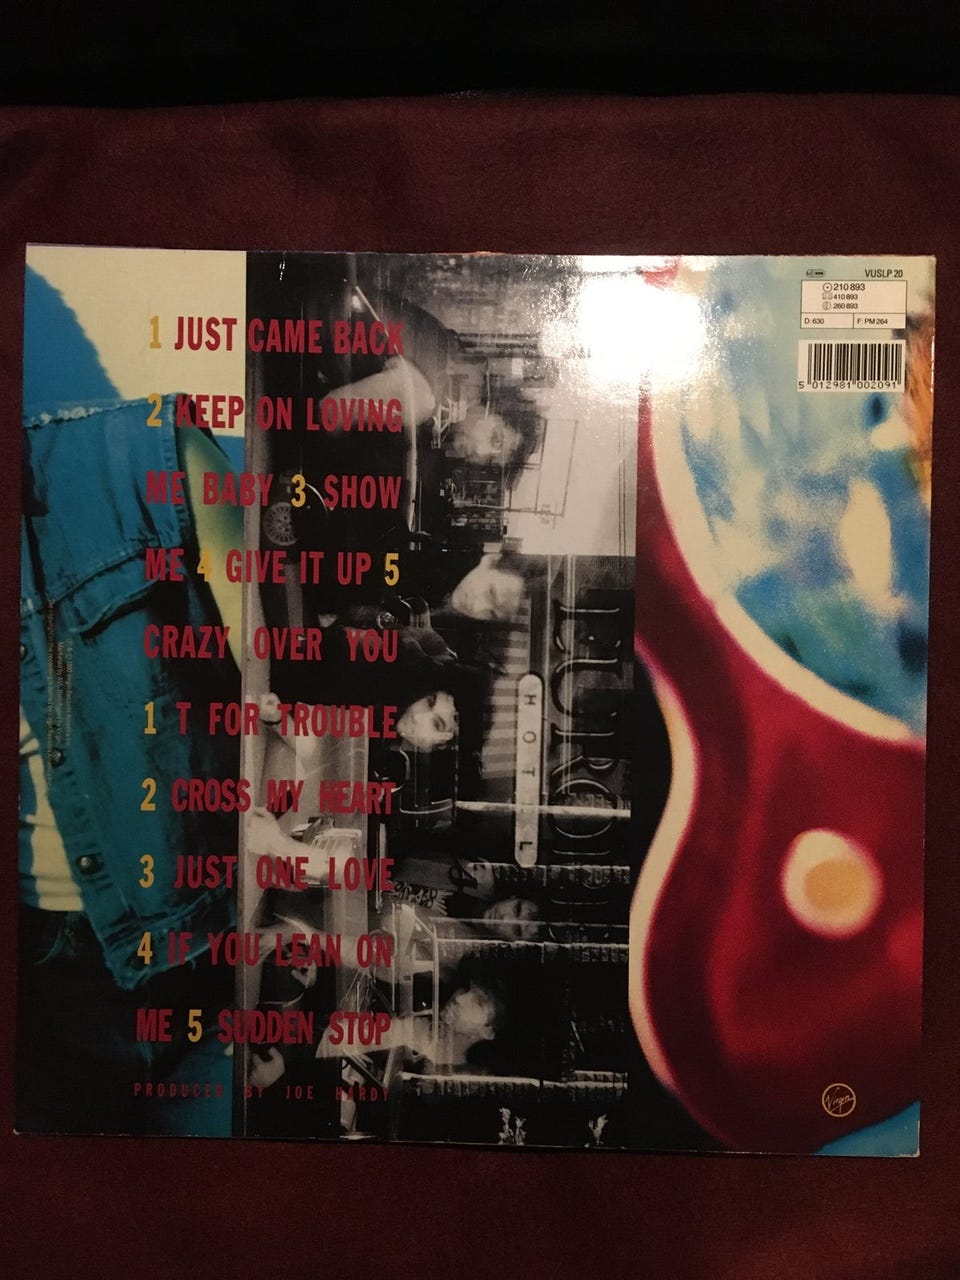 VUSLP 20
210 893
410 893
260 893
D: 630
F: PM 264
5 012981 002091
1 JUST CAME BACK
2 KEEP ON LOVING
ME BABY 3 SHOW
ME 4 GIVE IT UP 5
CRAZY OVER YOU
1 T FOR TROUBLE
2 CROSS MY HEART
3 JUST ONE LOVE
4 IF YOU LEAN ON
ME 5 SUDDEN STOP
PRODUCED BY JOE HARDY
HOTEL
Virgin